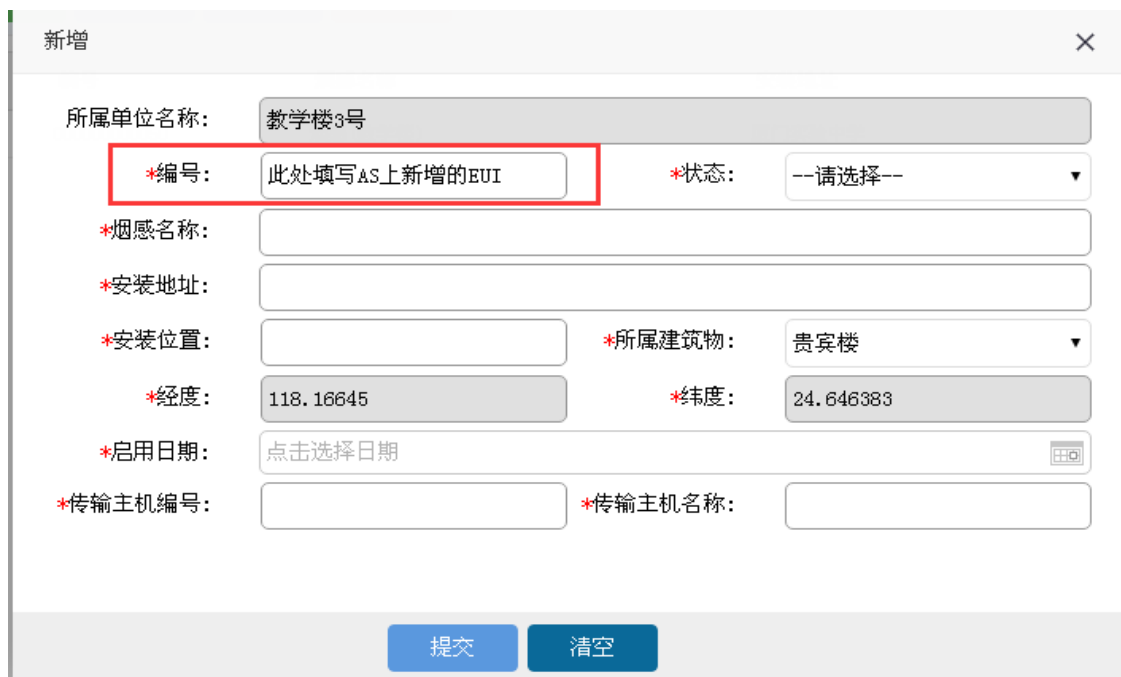 新增
所属单位名称: 教学楼3号
*编号: 此处填写AS上新增的EUI *状态: --请选择--
*烟感名称:
*安装地址:
*安装位置: *所属建筑物: 贵宾楼
*经度: 118.16645 *纬度: 24.646383
*启用日期: 点击选择日期
*传输主机编号: *传输主机名称:
提交 清空